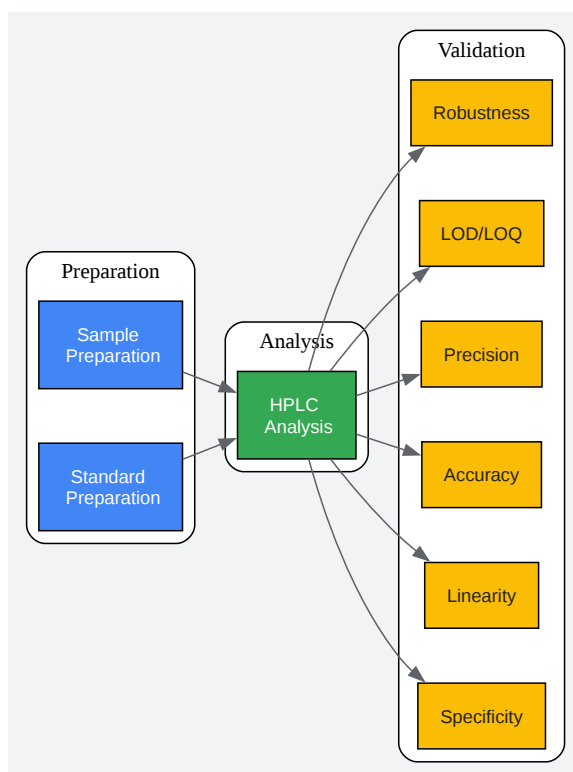 Preparation
Sample
Preparation
Standard
Preparation
Analysis
HPLC
Analysis
Validation
Robustness
LOD/LOQ
Precision
Accuracy
Linearity
Specificity